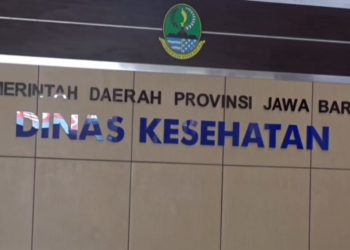 MERINTAH DAERAH PROVINSI JAWA BAR
DINAS KESEHATAN